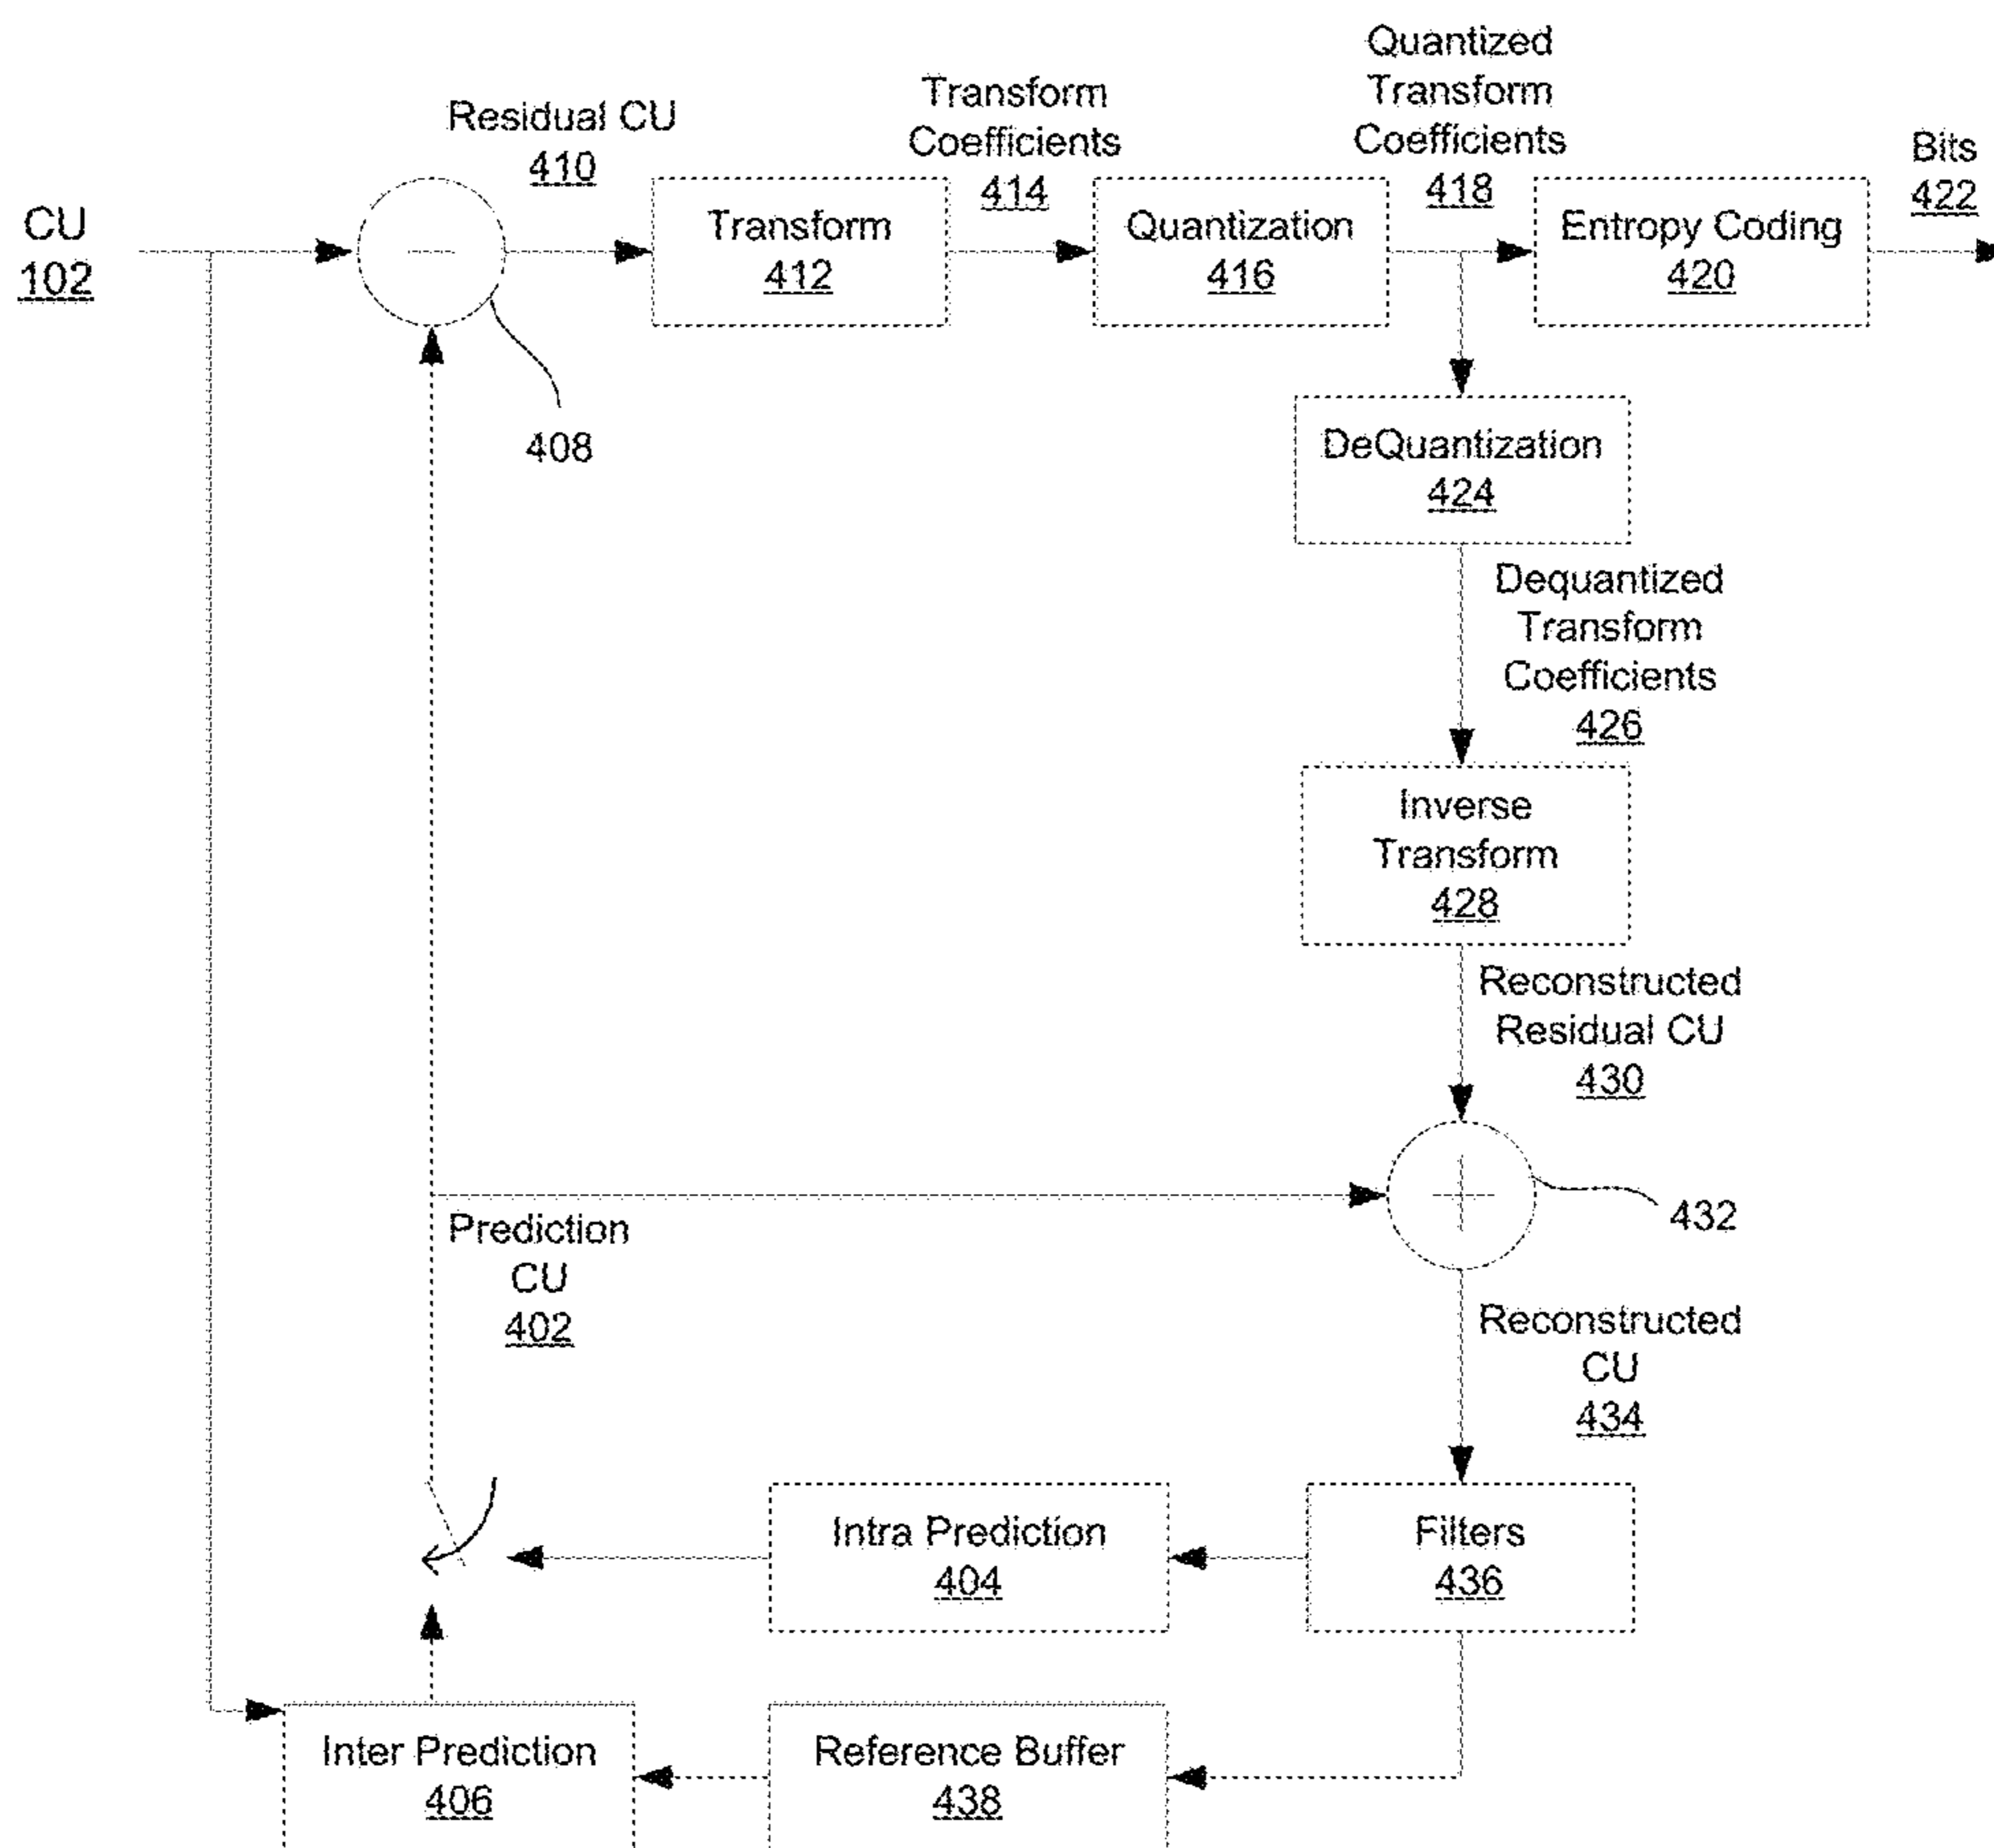 CU
102
Residual CU
410
Transform
412
Transform
Coefficients
414
Quantization
416
Quantized
Transform
Coefficients
418
Entropy Coding
420
Bits
422
408
DeQuantization
424
Dequantized
Transform
Coefficients
426
Inverse
Transform
428
Reconstructed
Residual CU
430
432
Prediction
CU
402
Reconstructed
CU
434
Intra Prediction
404
Filters
436
Inter Prediction
406
Reference Buffer
438